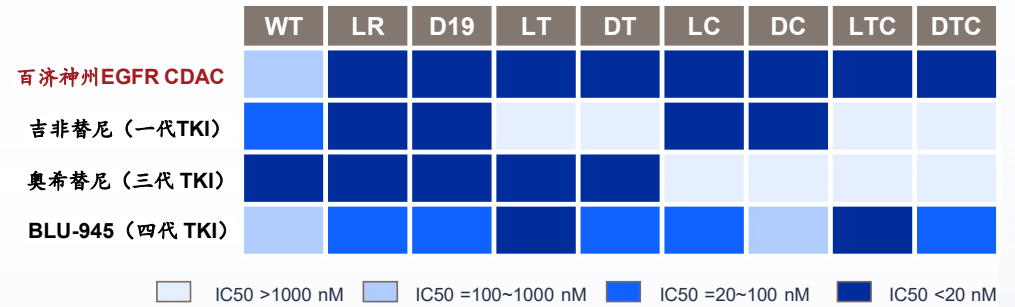 WT LR D19 LT DT LC DC LTC DTC
百济神州EGFR CDAC
吉非替尼（一代TKI）
奥希替尼（三代 TKI）
BLU-945（四代 TKI）
IC50 >1000 nM IC50 =100~1000 nM IC50 =20~100 nM IC50 <20 nM